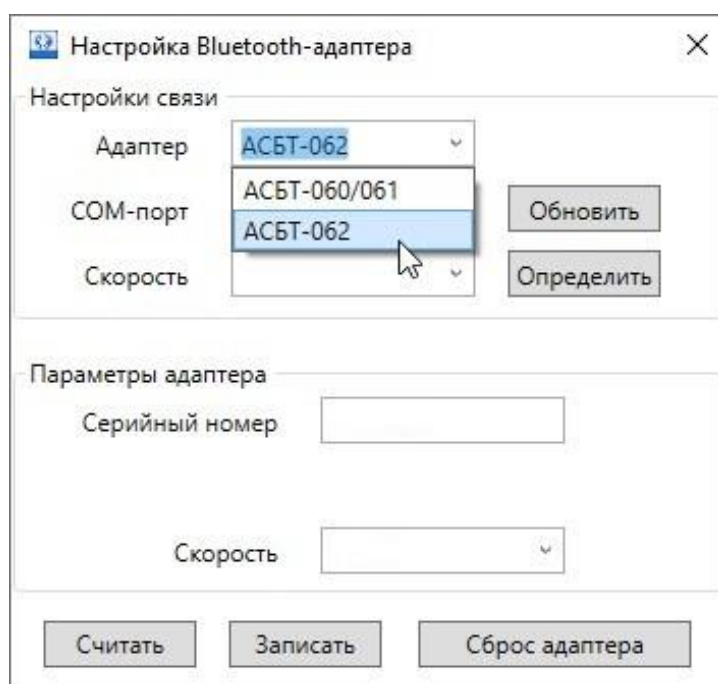 Настройка Bluetooth-адаптера
Настройки связи
Адаптер АСБТ-062
АСБТ-060/061
COM-порт Обновить
АСБТ-062
Скорость Определить
Параметры адаптера
Серийный номер
Скорость
Считать Записать Сброс адаптера